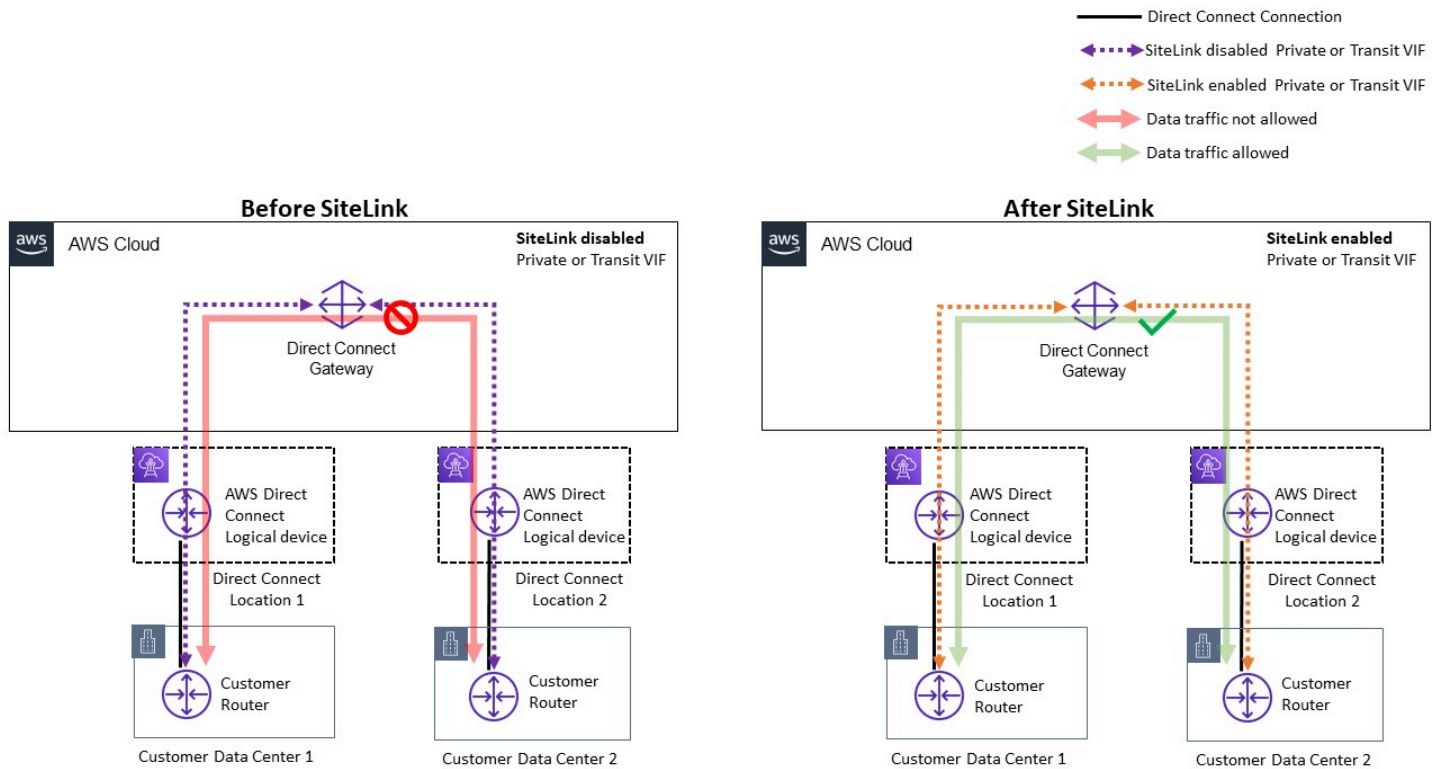 Direct Connect Connection
SiteLink disabled Private or Transit VIF
SiteLink enabled Private or Transit VIF
Data traffic not allowed
Data traffic allowed
Before SiteLink
aws
AWS Cloud
SiteLink disabled
Private or Transit VIF
Direct Connect
Gateway
AWS Direct
Connect
Logical device
Direct Connect
Location 1
AWS Direct
Connect
Logical device
Direct Connect
Location 2
Customer
Router
Customer Data Center 1
Customer
Router
Customer Data Center 2
After SiteLink
aws
AWS Cloud
SiteLink enabled
Private or Transit VIF
Direct Connect
Gateway
AWS Direct
Connect
Logical device
Direct Connect
Location 1
AWS Direct
Connect
Logical device
Direct Connect
Location 2
Customer
Router
Customer Data Center 1
Customer
Router
Customer Data Center 2